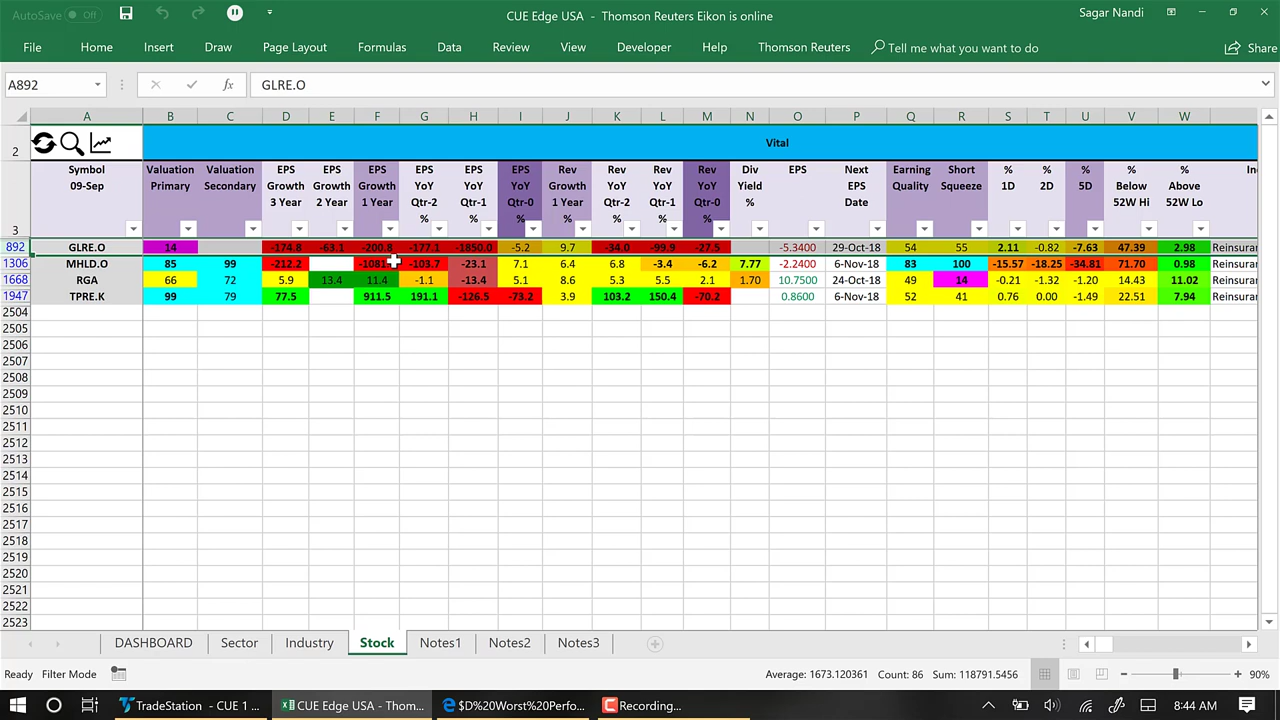 AutoSave Off
CUE Edge USA - Thomson Reuters Eikon is online
Sagar Nandi
File Home Insert Draw Page Layout Formulas Data Review View Developer Help Thomson Reuters Tell me what you want to do Share
A892 fx GLRE.O
A B C D E F G H I J K L M N O P Q R S T U V W
2 Vital
3 Symbol 09-Sep Valuation Primary Valuation Secondary EPS Growth 3 Year EPS Growth 2 Year EPS Growth 1 Year EPS YoY Qtr-2 % EPS YoY Qtr-1 % EPS YoY Qtr-0 % Rev Growth 1 Year Rev YoY Qtr-2 % Rev YoY Qtr-1 % Rev YoY Qtr-0 % Div Yield % EPS Next EPS Date Earning Quality Short Squeeze % 1D % 2D % 5D % Below 52W Hi % Above 52W Lo
892 GLRE.O 14 -174.8 -63.1 -200.8 -177.1 -1850.0 -5.2 9.7 -34.0 -99.9 -27.5 -5.3400 29-Oct-18 54 55 2.11 -0.82 -7.63 47.39 2.98 Reinsurar
1306 MHLD.O 85 99 -212.2 -1081 -103.7 -23.1 7.1 6.4 6.8 -3.4 -6.2 7.77 -2.2400 6-Nov-18 83 100 -15.57 -18.25 -34.81 71.70 0.98 Reinsurar
1668 RGA 66 72 5.9 13.4 11.4 -1.1 -13.4 5.1 8.6 5.3 5.5 2.1 1.70 10.7500 24-Oct-18 49 14 -0.21 -1.32 -1.20 14.43 11.02 Reinsurar
1947 TPRE.K 99 79 77.5 911.5 191.1 -126.5 -73.2 3.9 103.2 150.4 -70.2 0.8600 6-Nov-18 52 41 0.76 0.00 -1.49 22.51 7.94 Reinsurar
2504
2505
2506
2507
2508
2509
2510
2511
2512
2513
2514
2515
2516
2517
2518
2519
2520
2521
2522
2523
DASHBOARD Sector Industry Stock Notes1 Notes2 Notes3
Ready Filter Mode Average: 1673.120361 Count: 86 Sum: 118791.5456 90%
TradeStation - CUE 1 ... CUE Edge USA - Thom... $D%20Worst%20Perfo... Recording... 8:44 AM